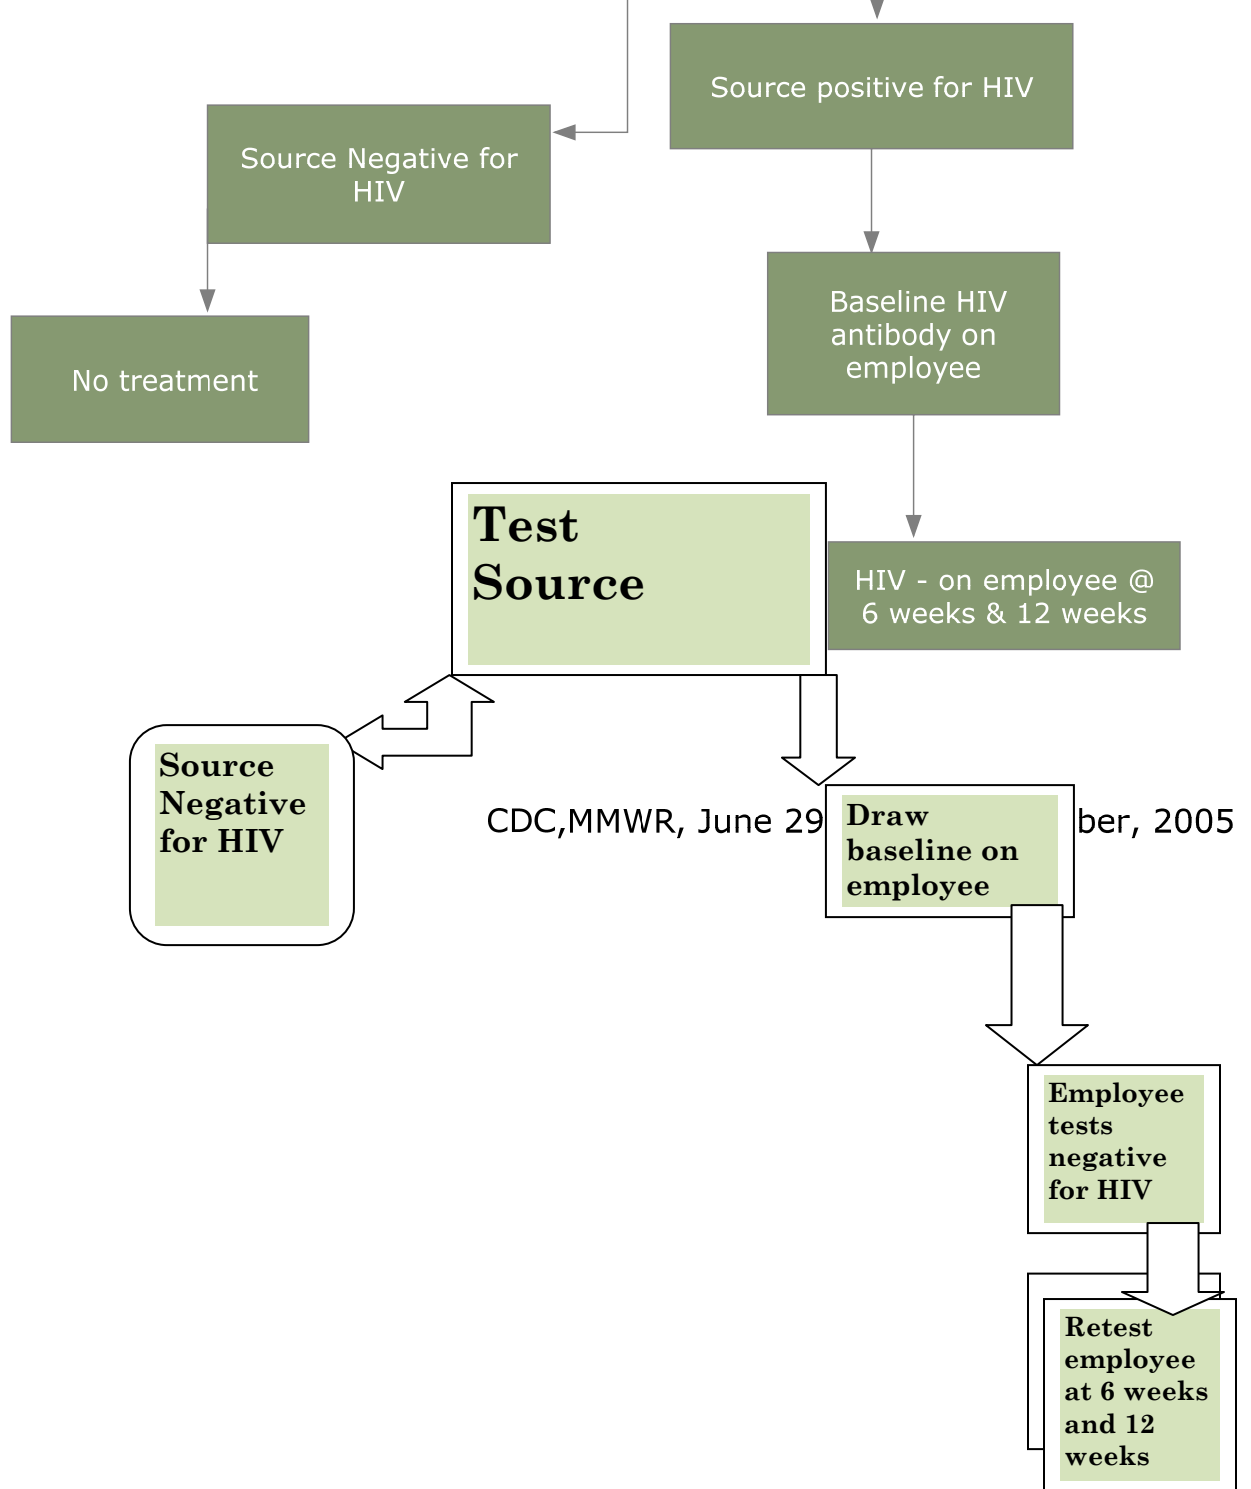 Source positive for HIV
Source Negative for
HIV
Baseline HIV
antibody on
employee
No treatment
Test
Source
HIV - on employee @
6 weeks & 12 weeks
Source
Negative
for HIV
CDC,MMWR, June 29
ber, 2005
Draw
baseline on
employee
Employee
tests
negative
for HIV
Retest
employee
at 6 weeks
and 12
weeks